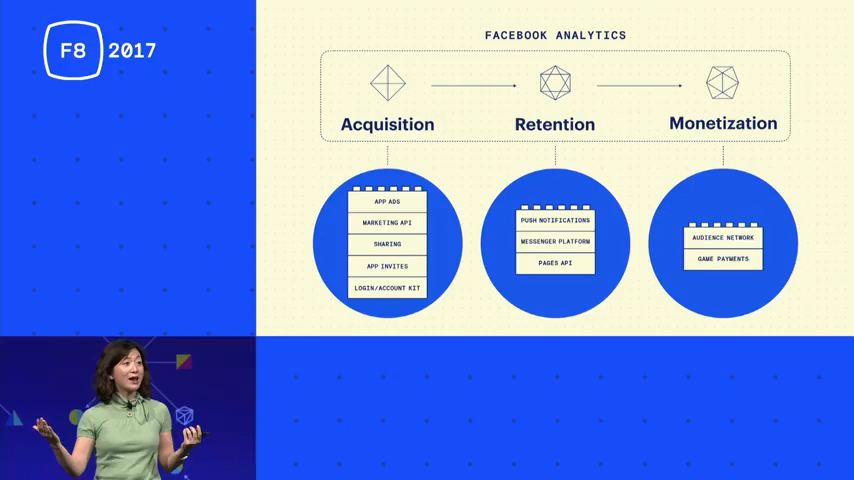 F8 2017
FACEBOOK ANALYTICS
Acquisition
Retention
Monetization
APP ADS
MARKETING API
SHARING
APP INVITES
LOGIN/ACCOUNT KIT
PUSH NOTIFICATIONS
MESSENGER PLATFORM
PAGES API
AUDIENCE NETWORK
GAME PAYMENTS